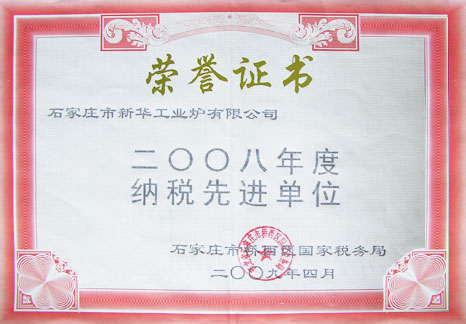 荣誉证书
石家庄市新华工业炉有限公司
二〇〇八年度
纳税先进单位
石家庄市桥西区国家税务局
二〇〇九年四月